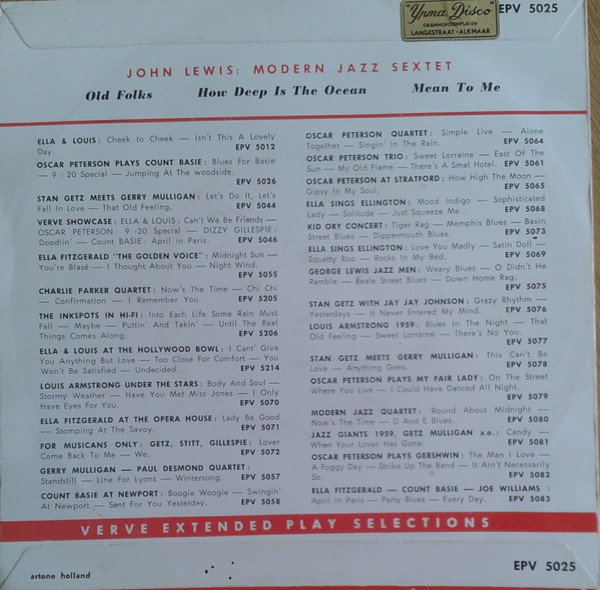 "Ypma Disco"
GRAMMOFOONPLATEN
LANGESTRAAT - ALKMAAR
EPV 5025
JOHN LEWIS: MODERN JAZZ SEXTET
Old Folks How Deep Is The Ocean Mean To Me
ELLA & LOUIS: Cheek to Cheek — Isn't This A Lovely
Day. EPV 5012
OSCAR PETERSON PLAYS COUNT BASIE: Blues For Basie
— 9 : 20 Special — Jumping At The woodside.
EPV 5026
STAN GETZ MEETS GERRY MULLIGAN: Let's Do It, Let's
Fall In Love — That Old Feeling. EPV 5044
VERVE SHOWCASE: ELLA & LOUIS: Can't We Be Friends —
OSCAR PETERSON: 9 : 20 Special — DIZZY GILLESPIE:
Doodlin' — Count BASIE: April in Paris. EPV 5046
ELLA FITZGERALD "THE GOLDEN VOICE": Midnight Sun —
You're Blasé — I Thought About You — Night Wind.
EPV 5055
CHARLIE PARKER QUARTET: Now's The Time — Chi Chi
— Confirmation — I Remember You. EPV 5205
THE INKSPOTS IN HI-FI: Into Each Life Some Rain Must
Fall — Maybe — Puttin' And Takin' — Until The Real
Things Comes Along. EPV 5206
ELLA & LOUIS AT THE HOLLYWOOD BOWL: I Cant' Give
You Anything But Love — Too Close For Comfort — You
Won't Be Satisfied — Undecided. EPV 5214
LOUIS ARMSTRONG UNDER THE STARS: Body And Soul —
Stormy Weather — Have You Met Miss Jones — I Only
Have Eyes For You. EPV 5070
ELLA FITZGERALD AT THE OPERA HOUSE: Lady Be Good
— Stomping At The Savoy. EPV 5071
FOR MUSICANS ONLY: GETZ, STITT, GILLESPIE: Lover
Come Back To Me — We. EPV 5072
GERRY MULLIGAN — PAUL DESMOND QUARTET:
Standstill — Line For Lyons — Wintersong. EPV 5057
COUNT BASIE AT NEWPORT: Boogie Woogie — Swingin'
At Newport — Sent For You Yesterday. EPV 5058
OSCAR PETERSON QUARTET: Simple Live — Alone
Together — Singin' In The Rain. EPV 5064
OSCAR PETERSON TRIO: Sweet Lorraine — East Of The
Sun — My Old Flame — There's A Smal Hotel. EPV 5061
OSCAR PETERSON AT STRATFORD: How High The Moon —
Gipsy In My Soul. EPV 5065
ELLA SINGS ELLINGTON: Mood Indigo — Sophisticated
Lady — Solitude — Just Squeeze Me. EPV 5068
KID ORY CONCERT: Tiger Rag — Memphis Blues — Basin
Street Blues — Dippermouth Blues. EPV 5073
ELLA SINGS ELLINGTON: Love You Madly — Satin Doll —
Squatty Roo — Rocks In My Bed. EPV 5069
GEORGE LEWIS JAZZ MEN: Weary Blues — O Didn't He
Ramble — Beale Street Blues — Down Home Rag.
EPV 5075
STAN GETZ WITH JAY JAY JOHNSON: Grazy Rhythm —
Yesterdays — It Never Entered My Mind. EPV 5076
LOUIS ARMSTRONG 1959: Blues In The Night — That
Old Feeling — Sweet Lorraine — There's No You.
EPV 5077
STAN GETZ MEETS GERRY MULLIGAN: This Can't Be
Love — Anything Goes. EPV 5078
OSCAR PETERSON PLAYS MY FAIR LADY: On The Street
Where You Live — I Could Have Danced All Night.
EPV 5079
MODERN JAZZ QUARTET: 'Round About Midnight —
Now's The Time — D And E Blues. EPV 5080
JAZZ GIANTS 1959, GETZ MULLIGAN a.o.: Candy —
When Your Lover Has Gone. EPV 5081
OSCAR PETERSON PLAYS GERSHWIN: The Man I Love —
A Foggy Day — Strike Up The Band — It Ain't Necessarily
So. EPV 5082
ELLA FITZGERALD — COUNT BASIE — JOE WILLIAMS:
April In Paris — Party Blues — Every Day. EPV 5083
VERVE EXTENDED PLAY SELECTIONS
artone holland
EPV 5025